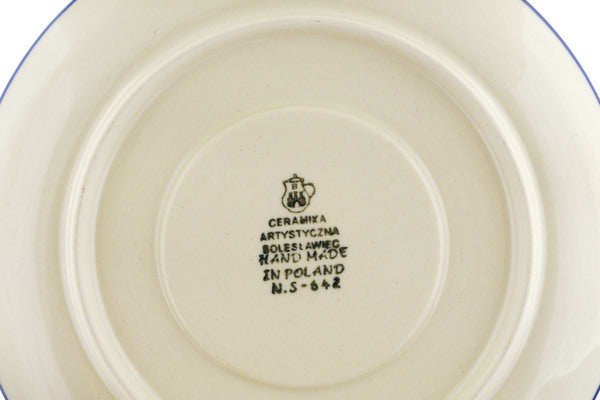 CERAMIKA
ARTYSTYCZNA
BOLESŁAWIEC
HAND MADE
IN POLAND
N.S-642